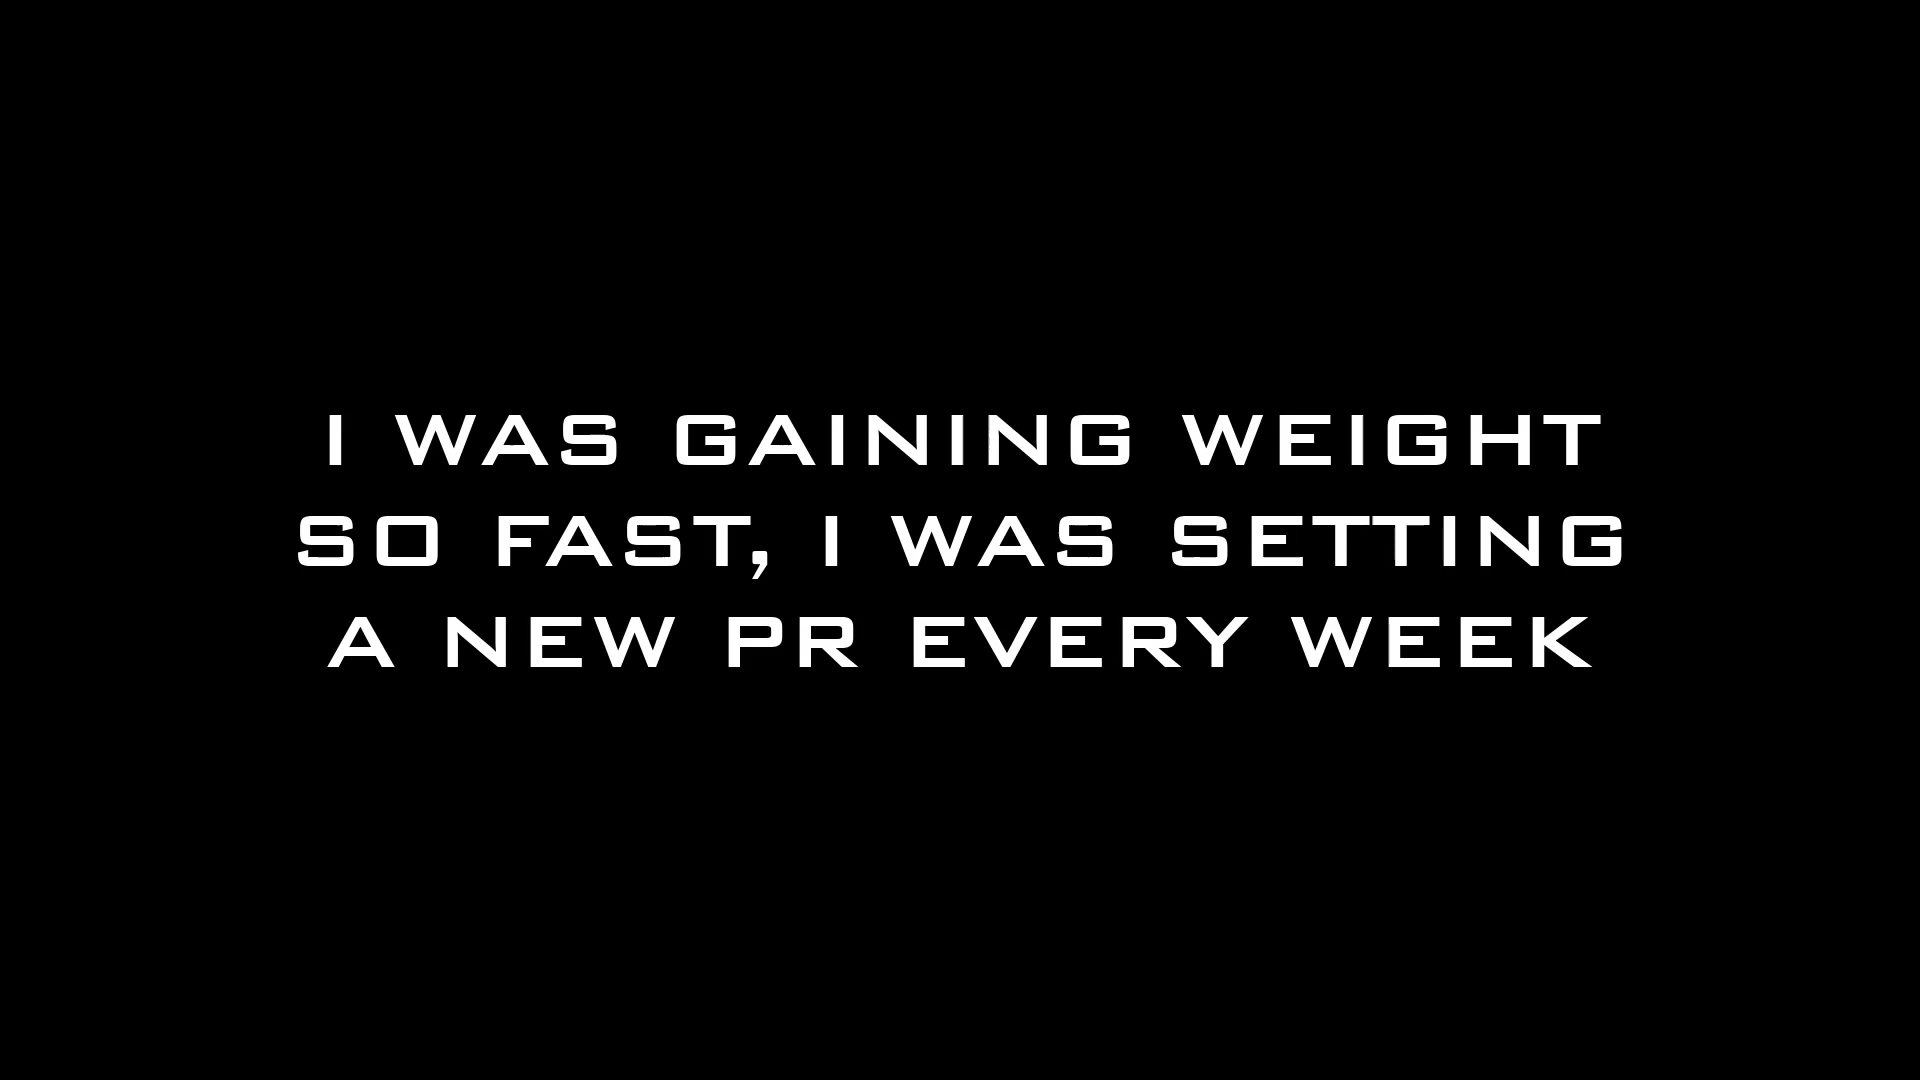 I WAS GAINING WEIGHT
SO FAST, I WAS SETTING
A NEW PR EVERY WEEK